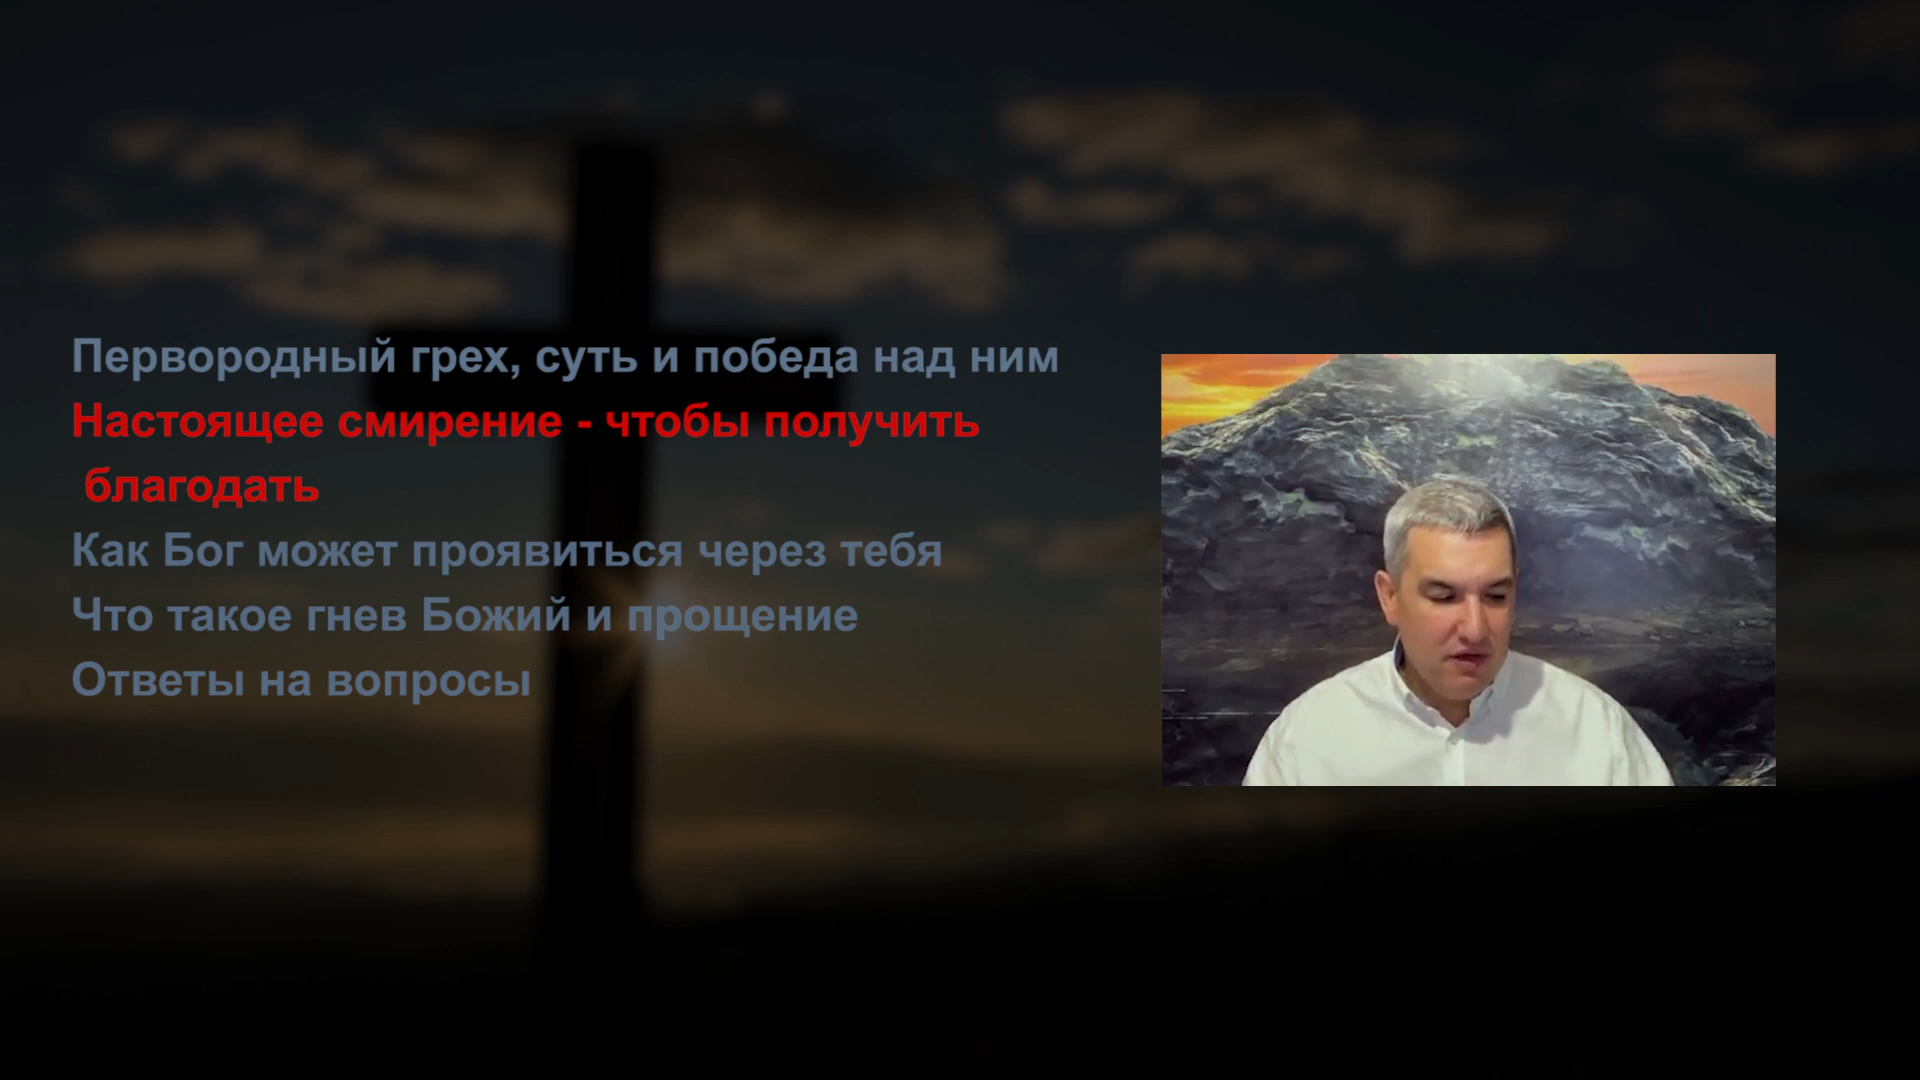 Первородный грех, суть и победа над ним
Настоящее смирение - чтобы получить
благодать
Как Бог может проявиться через тебя
Что такое гнев Божий и прощение
Ответы на вопросы